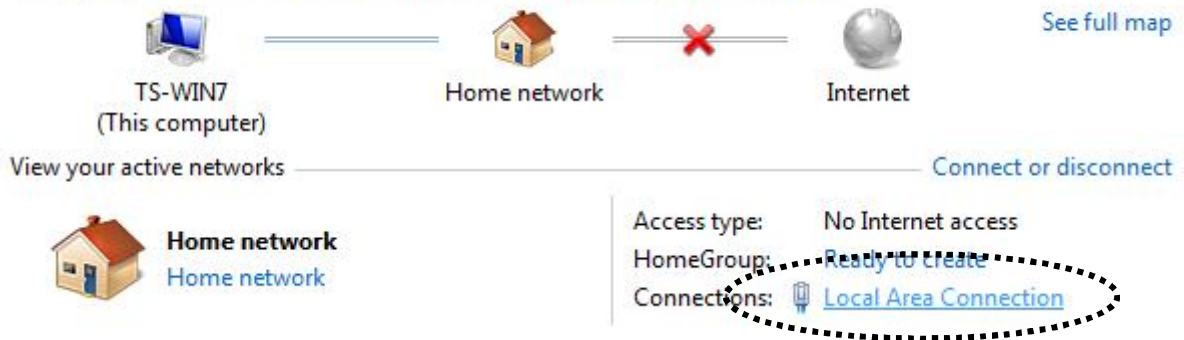 See full map
TS-WIN7
(This computer)
Home network
Internet
View your active networks
Connect or disconnect
Home network
Home network
Access type: No Internet access
HomeGroup: Ready to create
Connections: Local Area Connection